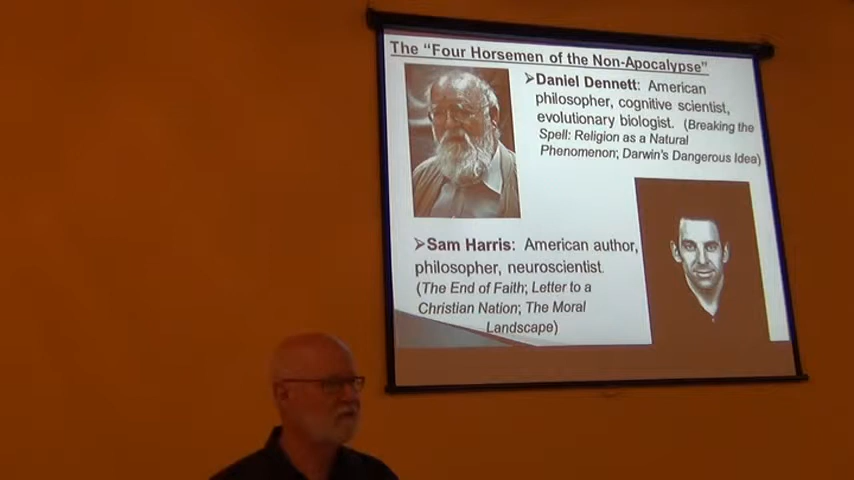 The “Four Horsemen of the Non-Apocalypse”
➢Daniel Dennett: American
philosopher, cognitive scientist,
evolutionary biologist. (Breaking the
Spell: Religion as a Natural
Phenomenon; Darwin's Dangerous Idea)
➢Sam Harris: American author,
philosopher, neuroscientist.
(The End of Faith; Letter to a
Christian Nation; The Moral
Landscape)